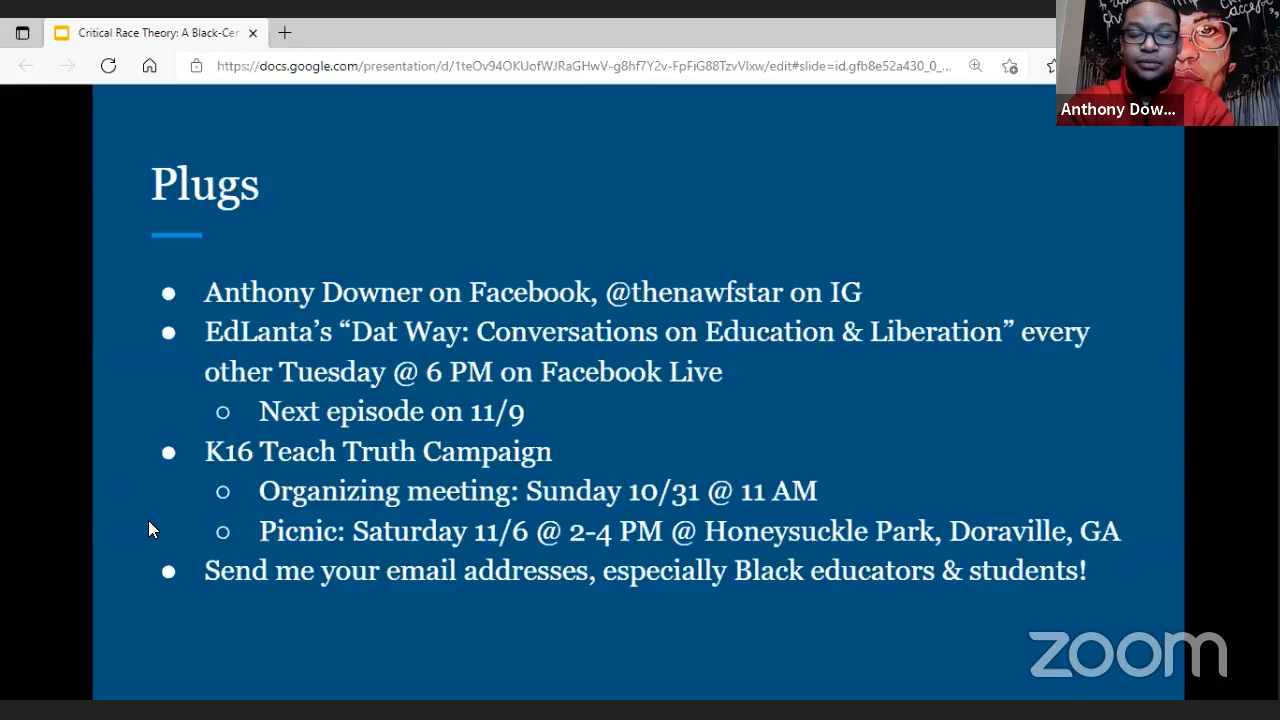 Critical Race Theory: A Black-Cer
https://docs.google.com/presentation/d/1teOv94OKUofWJRaGHwV-g8hf7Y2v-FpFiG88TzvVlxw/edit#slide=id.gfb8e52a430_0_...
accept,,
Anthony Dow...
Plugs
● Anthony Downer on Facebook, @thenawfstar on IG
● EdLanta’s “Dat Way: Conversations on Education & Liberation” every
other Tuesday @ 6 PM on Facebook Live
○ Next episode on 11/9
● K16 Teach Truth Campaign
○ Organizing meeting: Sunday 10/31 @ 11 AM
○ Picnic: Saturday 11/6 @ 2-4 PM @ Honeysuckle Park, Doraville, GA
● Send me your email addresses, especially Black educators & students!
zoom